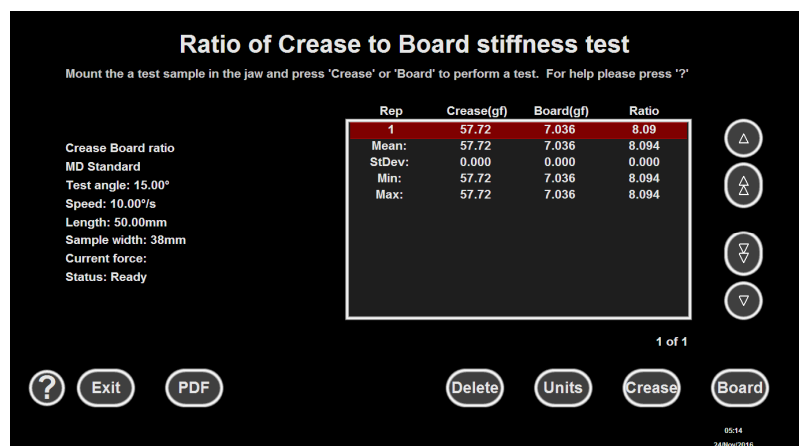 Ratio of Crease to Board stiffness test
Mount the a test sample in the jaw and press 'Crease' or 'Board' to perform a test. For help please press '?'
Rep Crease(gf) Board(gf) Ratio
1 57.72 7.036 8.09
Mean: 57.72 7.036 8.094
StDev: 0.000 0.000 0.000
Min: 57.72 7.036 8.094
Max: 57.72 7.036 8.094
Crease Board ratio
MD Standard
Test angle: 15.00°
Speed: 10.00°/s
Length: 50.00mm
Sample width: 38mm
Current force:
Status: Ready
1 of 1
? Exit PDF Delete Units Crease Board
05:14
24/Nov/2016